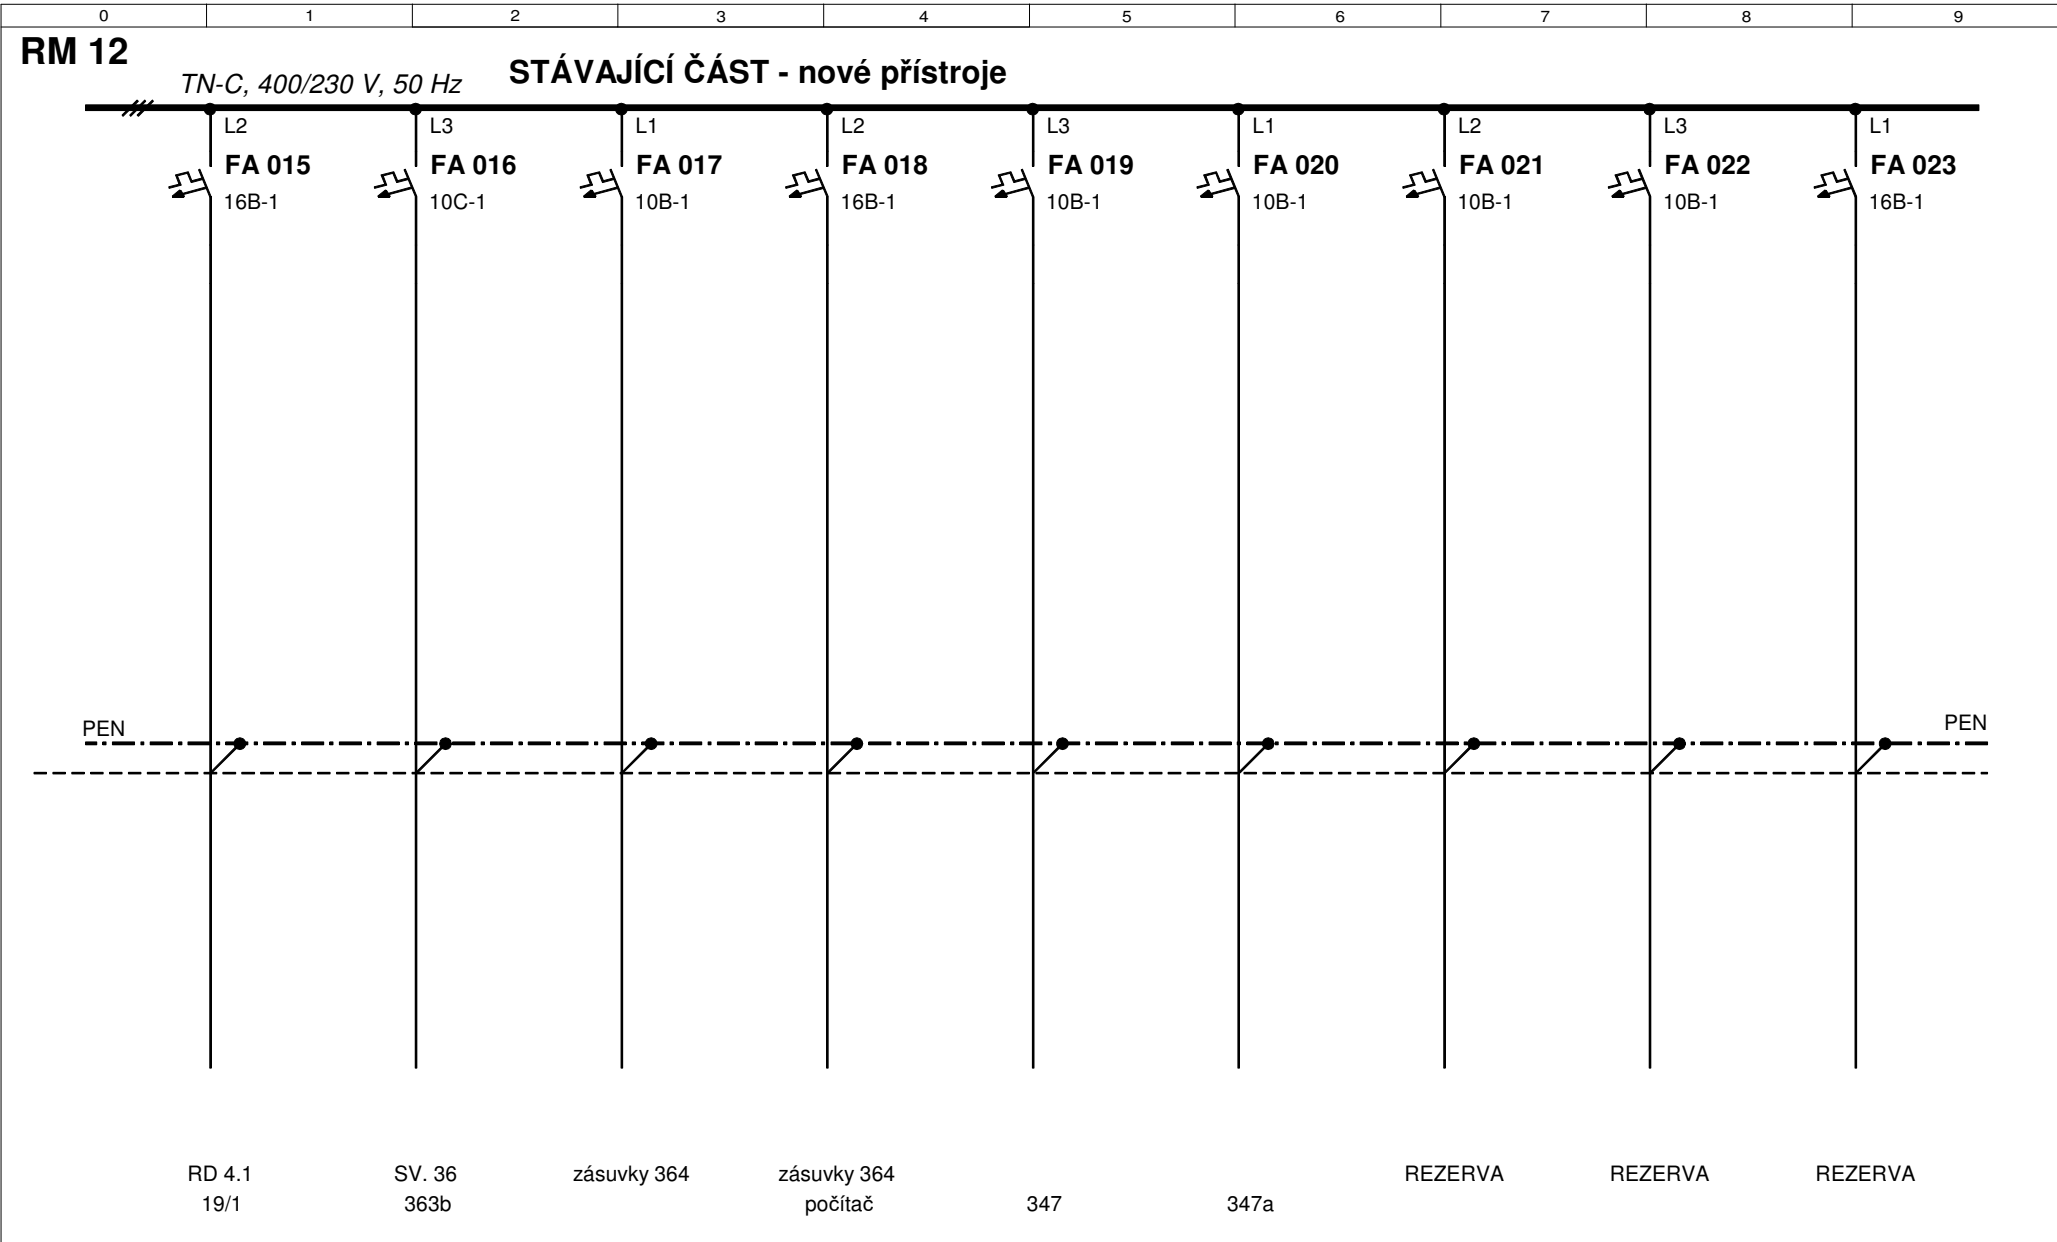 0 1 2 3 4 5 6 7 8 9
RM 12
TN-C, 400/230 V, 50 Hz STÁVAJÍCÍ ČÁST - nové přístroje
L2 L3 L1 L2 L3 L1 L2 L3 L1
FA 015 FA 016 FA 017 FA 018 FA 019 FA 020 FA 021 FA 022 FA 023
16B-1 10C-1 10B-1 16B-1 10B-1 10B-1 10B-1 10B-1 16B-1
PEN PEN
RD 4.1 SV. 36 zásuvky 364 zásuvky 364 REZERVA REZERVA REZERVA
19/1 363b počítač 347 347a